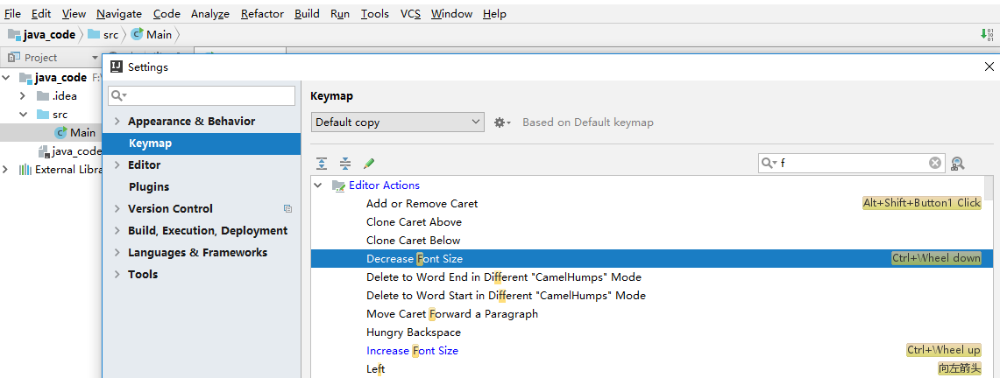 File Edit View Navigate Code Analyze Refactor Build Run Tools VCS Window Help
java_code src Main
Project
Settings
java_code
.idea
src
Main
java_code
External Libra
Appearance & Behavior
Keymap
Editor
Plugins
Version Control
Build, Execution, Deployment
Languages & Frameworks
Tools
Keymap
Default copy Based on Default keymap
f
Editor Actions
Add or Remove Caret Alt+Shift+Button1 Click
Clone Caret Above
Clone Caret Below
Decrease Font Size Ctrl+Wheel down
Delete to Word End in Different "CamelHumps" Mode
Delete to Word Start in Different "CamelHumps" Mode
Move Caret Forward a Paragraph
Hungry Backspace
Increase Font Size Ctrl+Wheel up
Left 向左箭头